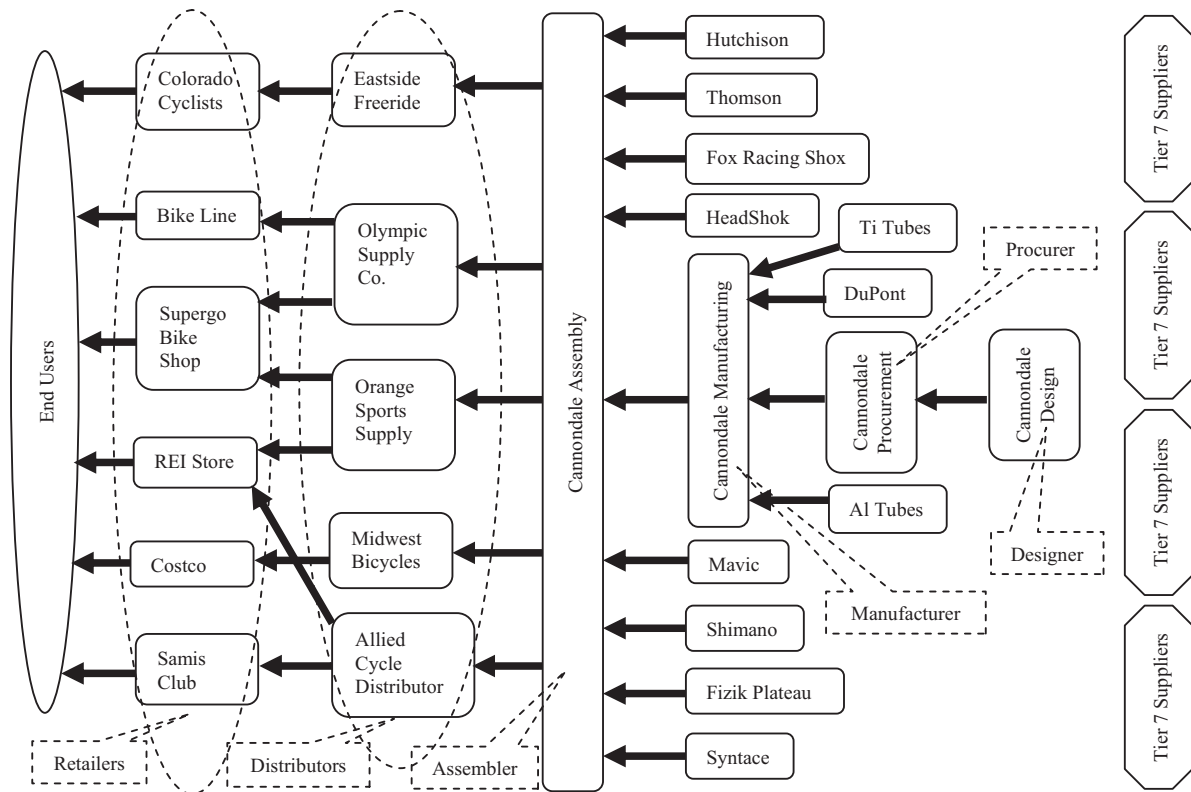 End Users
Colorado
Cyclists
Bike Line
Supergo
Bike
Shop
REI Store
Costco
Samis
Club
Retailers
Eastside
Freeride
Olympic
Supply
Co.
Orange
Sports
Supply
Midwest
Bicycles
Allied
Cycle
Distributor
Distributors
Cannondale Assembly
Assembler
Hutchison
Thomson
Fox Racing Shox
HeadShok
Cannondale Manufacturing
Mavic
Shimano
Fizik Plateau
Syntace
Ti Tubes
DuPont
Cannondale
Procurement
Al Tubes
Manufacturer
Procurer
Cannondale
Design
Designer
Tier 7 Suppliers
Tier 7 Suppliers
Tier 7 Suppliers
Tier 7 Suppliers